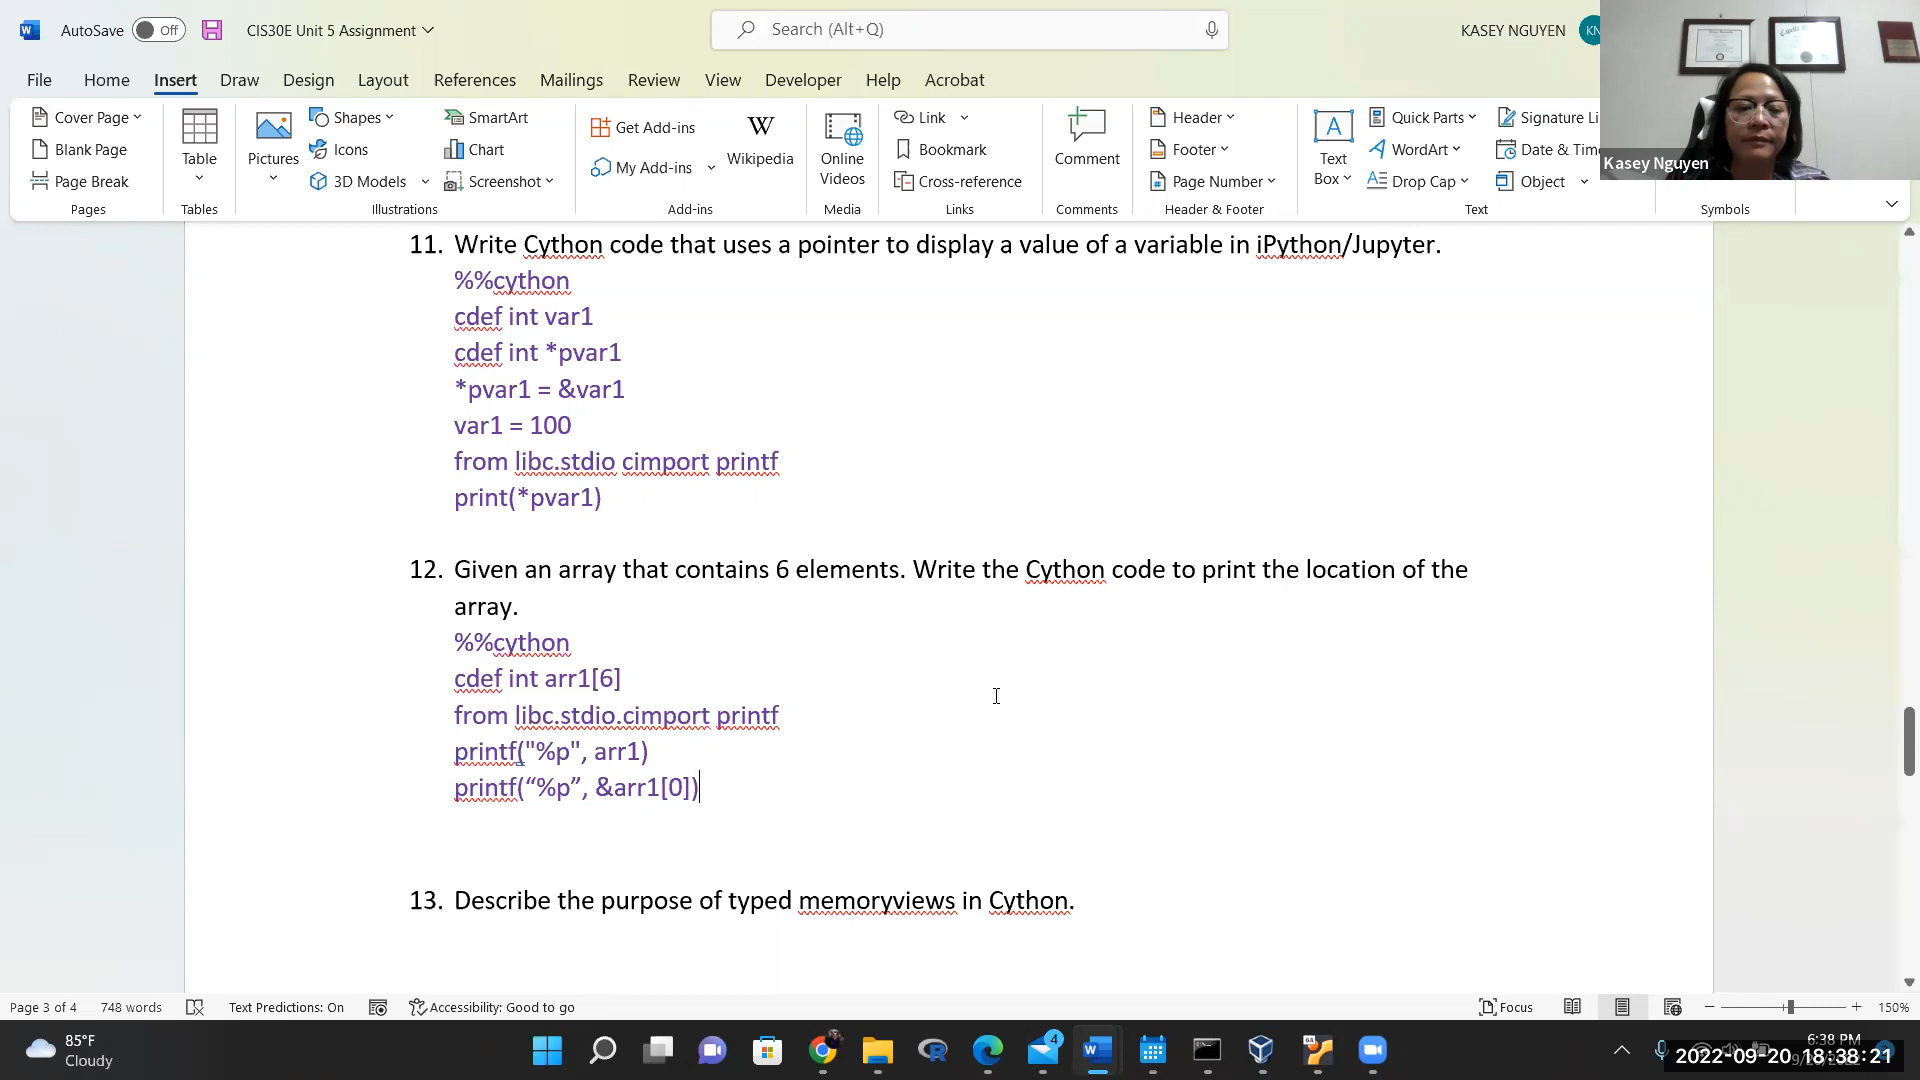 AutoSave Off CIS30E Unit 5 Assignment Search (Alt+Q) KASEY NGUYEN KN
File Home Insert Draw Design Layout References Mailings Review View Developer Help Acrobat
Cover Page Shapes SmartArt Get Add-ins Link Header Quick Parts Signature Li
Blank Page Icons Chart Bookmark Footer WordArt Date & Time
Page Break 3D Models Screenshot My Add-ins Cross-reference Page Number Drop Cap Object
Table Pictures Wikipedia Online Videos Comment Text Box
Pages Tables Illustrations Add-ins Media Links Comments Header & Footer Text Symbols
Kasey Nguyen
11. Write Cython code that uses a pointer to display a value of a variable in iPython/Jupyter.
%%cython
cdef int var1
cdef int *pvar1
*pvar1 = &var1
var1 = 100
from libc.stdio cimport printf
print(*pvar1)
12. Given an array that contains 6 elements. Write the Cython code to print the location of the
array.
%%cython
cdef int arr1[6]
from libc.stdio.cimport printf
printf("%p", arr1)
printf(“%p”, &arr1[0])
13. Describe the purpose of typed memoryviews in Cython.
Page 3 of 4 748 words Text Predictions: On Accessibility: Good to go Focus 150%
85°F
Cloudy
4
64
6:38 PM
2022-09-20 18:38:21